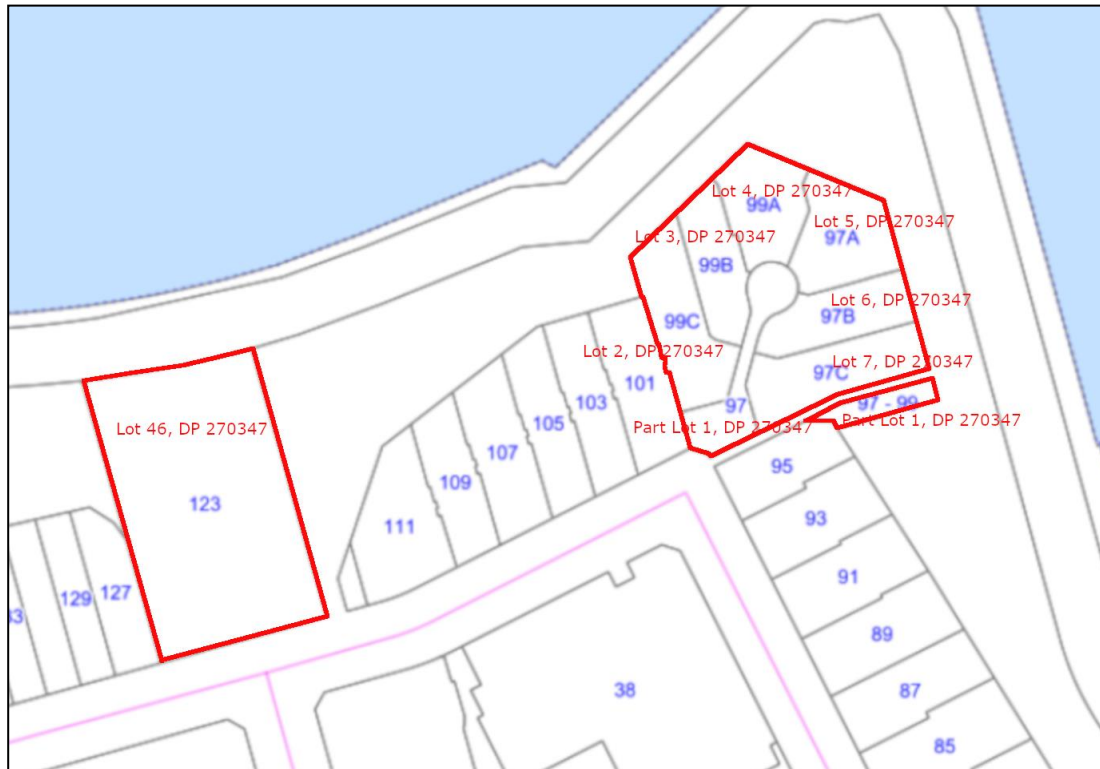 Lot 4, DP 270347
99A
Lot 5, DP 270347
97A
Lot 3, DP 270347
99B
Lot 6, DP 270347
97B
99C
Lot 2, DP 270347
Lot 7, DP 270347
97C
101
103
105
107
109
111
97
97 - 99
Part Lot 1, DP 270347
Part Lot 1, DP 270347
Lot 46, DP 270347
123
95
93
91
89
87
85
127
129
38